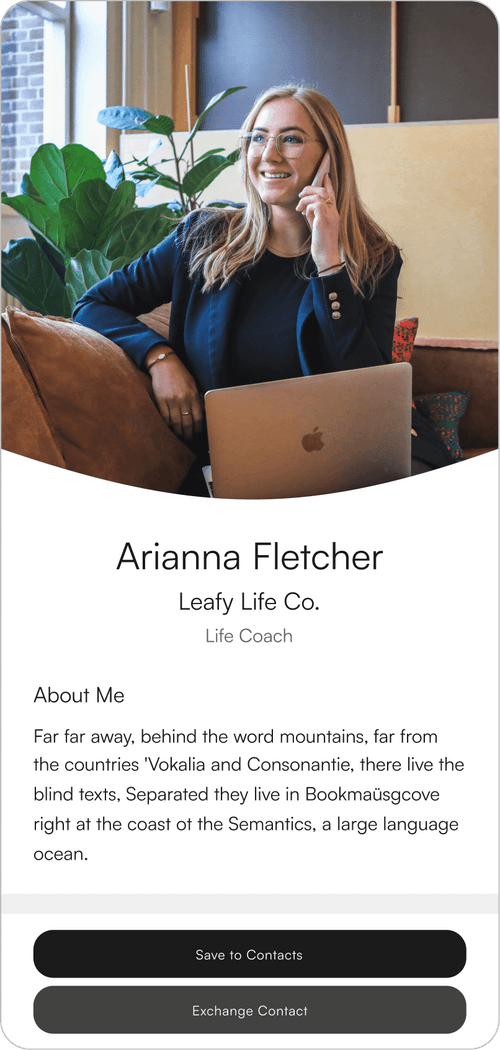 Arianna Fletcher
Leafy Life Co.
Life Coach
About Me
Far far away, behind the word mountains, far from
the countries 'Vokalia and Consonantie, there live the
blind texts, Separated they live in Bookmaüsgcove
right at the coast ot the Semantics, a large language
ocean.
Save to Contacts
Exchange Contact